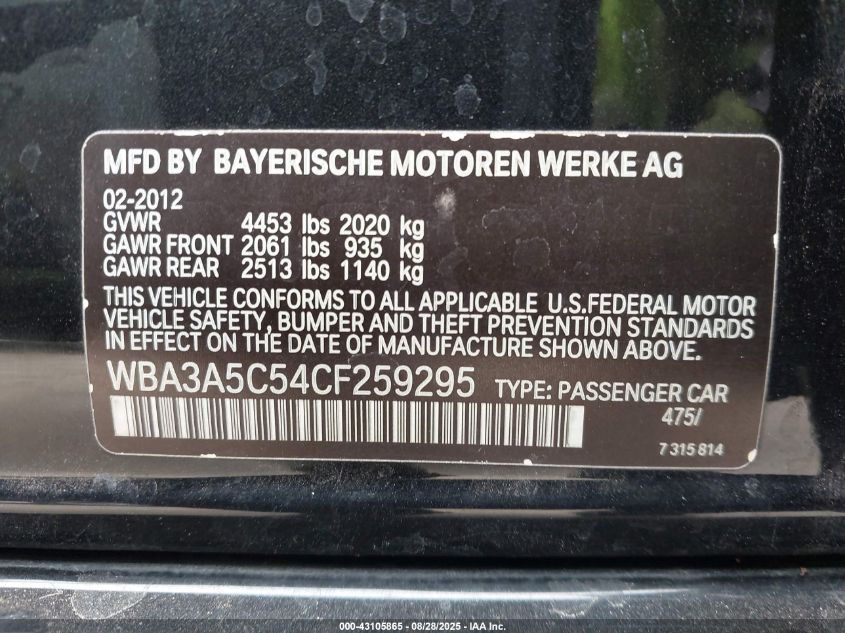 MFD BY BAYERISCHE MOTOREN WERKE AG
02-2012
GVWR 4453 lbs 2020 kg
GAWR FRONT 2061 lbs 935 kg
GAWR REAR 2513 lbs 1140 kg
THIS VEHICLE CONFORMS TO ALL APPLICABLE U.S.FEDERAL MOTOR
VEHICLE SAFETY, BUMPER AND THEFT PREVENTION STANDARDS
IN EFFECT ON THE DATE OF MANUFACTURE SHOWN ABOVE.
WBA3A5C54CF259295 TYPE: PASSENGER CAR
475/
7 315 814
000-43105865 - 08/28/2025 - IAA Inc.